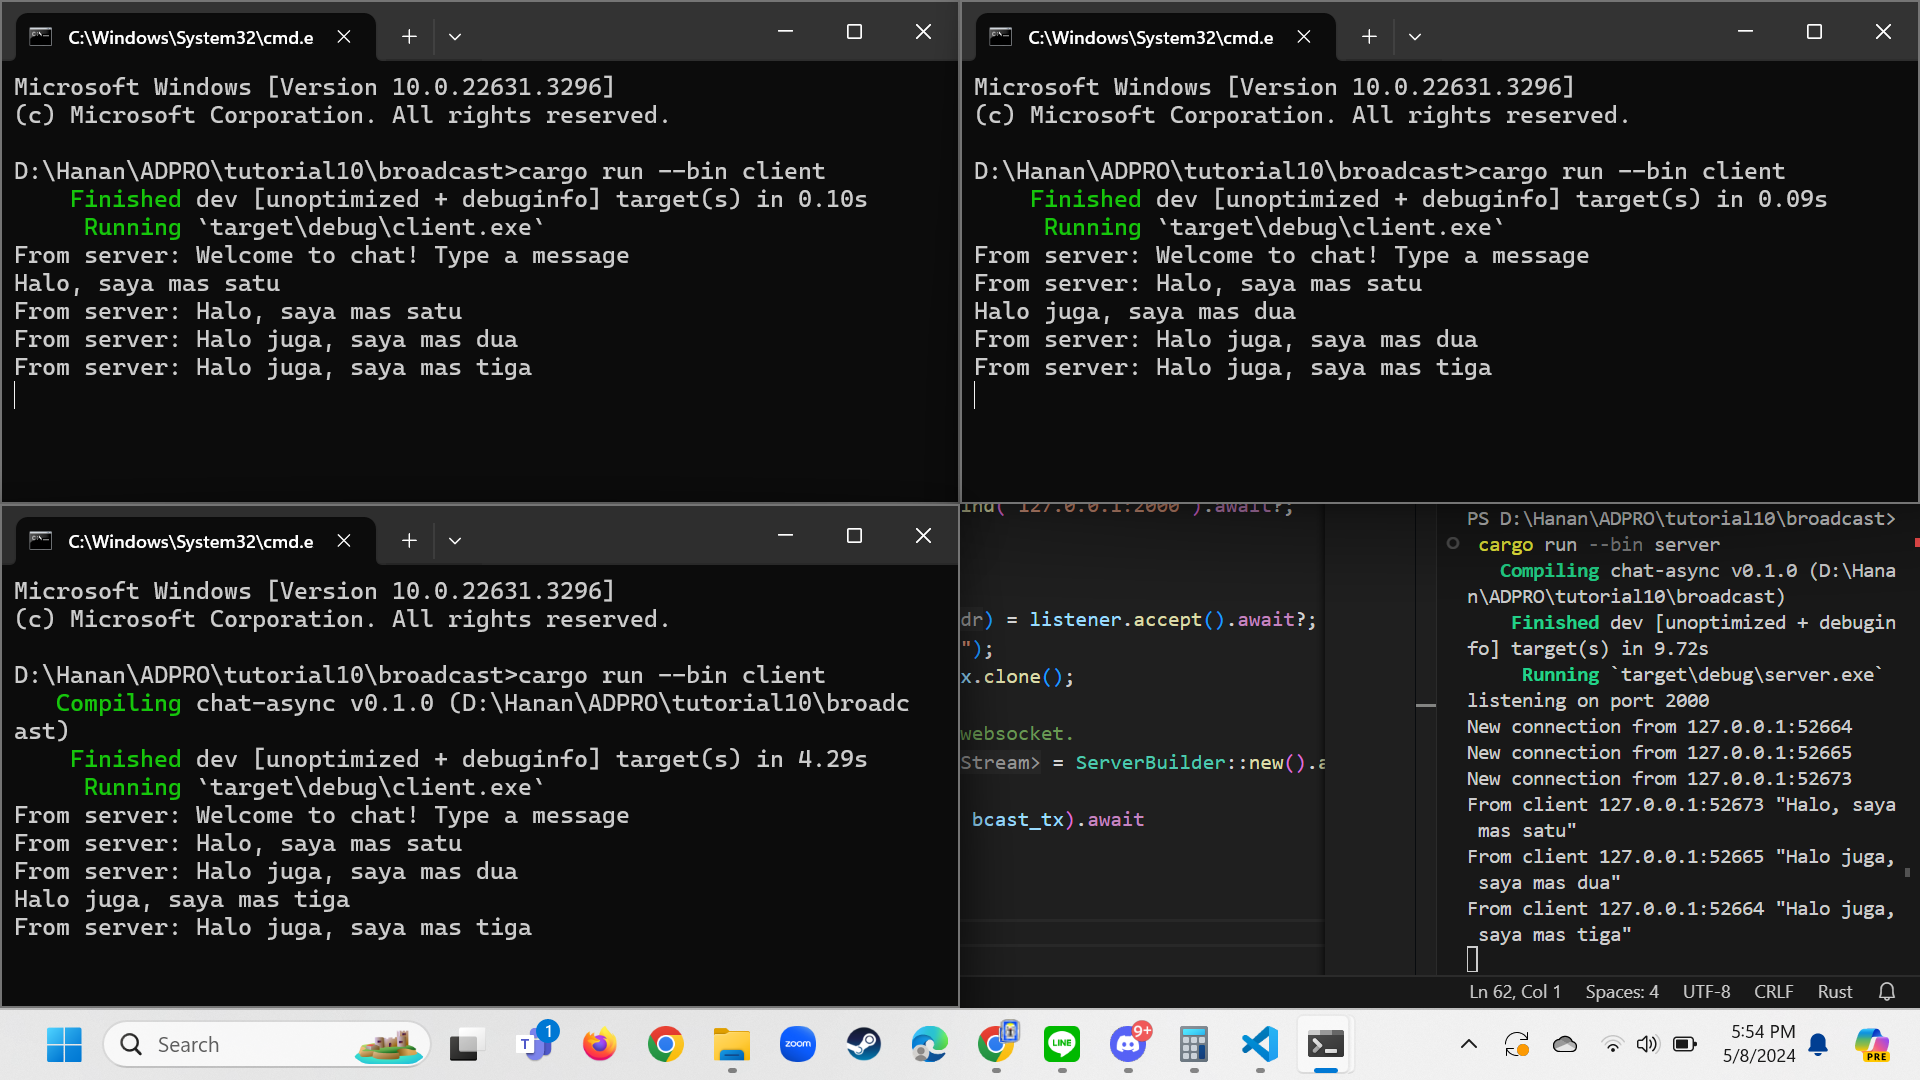 C:\Windows\System32\cmd.e
Microsoft Windows [Version 10.0.22631.3296]
(c) Microsoft Corporation. All rights reserved.
D:\Hanan\ADPRO\tutorial10\broadcast>cargo run --bin client
Finished dev [unoptimized + debuginfo] target(s) in 0.10s
Running `target\debug\client.exe`
From server: Welcome to chat! Type a message
Halo, saya mas satu
From server: Halo, saya mas satu
From server: Halo juga, saya mas dua
From server: Halo juga, saya mas tiga
C:\Windows\System32\cmd.e
Microsoft Windows [Version 10.0.22631.3296]
(c) Microsoft Corporation. All rights reserved.
D:\Hanan\ADPRO\tutorial10\broadcast>cargo run --bin client
Finished dev [unoptimized + debuginfo] target(s) in 0.09s
Running `target\debug\client.exe`
From server: Welcome to chat! Type a message
From server: Halo, saya mas satu
Halo juga, saya mas dua
From server: Halo juga, saya mas dua
From server: Halo juga, saya mas tiga
C:\Windows\System32\cmd.e
Microsoft Windows [Version 10.0.22631.3296]
(c) Microsoft Corporation. All rights reserved.
D:\Hanan\ADPRO\tutorial10\broadcast>cargo run --bin client
Compiling chat-async v0.1.0 (D:\Hanan\ADPRO\tutorial10\broadc
ast)
Finished dev [unoptimized + debuginfo] target(s) in 4.29s
Running `target\debug\client.exe`
From server: Welcome to chat! Type a message
From server: Halo, saya mas satu
From server: Halo juga, saya mas dua
Halo juga, saya mas tiga
From server: Halo juga, saya mas tiga
ind("127.0.0.1:2000").await?;
dr) = listener.accept().await?;
");
x.clone();
websocket.
Stream> = ServerBuilder::new().a
bcast_tx).await
PS D:\Hanan\ADPRO\tutorial10\broadcast>
cargo run --bin server
Compiling chat-async v0.1.0 (D:\Hana
n\ADPRO\tutorial10\broadcast)
Finished dev [unoptimized + debugin
fo] target(s) in 9.72s
Running `target\debug\server.exe`
listening on port 2000
New connection from 127.0.0.1:52664
New connection from 127.0.0.1:52665
New connection from 127.0.0.1:52673
From client 127.0.0.1:52673 "Halo, saya
mas satu"
From client 127.0.0.1:52665 "Halo juga,
saya mas dua"
From client 127.0.0.1:52664 "Halo juga,
saya mas tiga"
Ln 62, Col 1 Spaces: 4 UTF-8 CRLF Rust
Search
T
1
zoom
LINE
9+
5:54 PM
5/8/2024
PRE